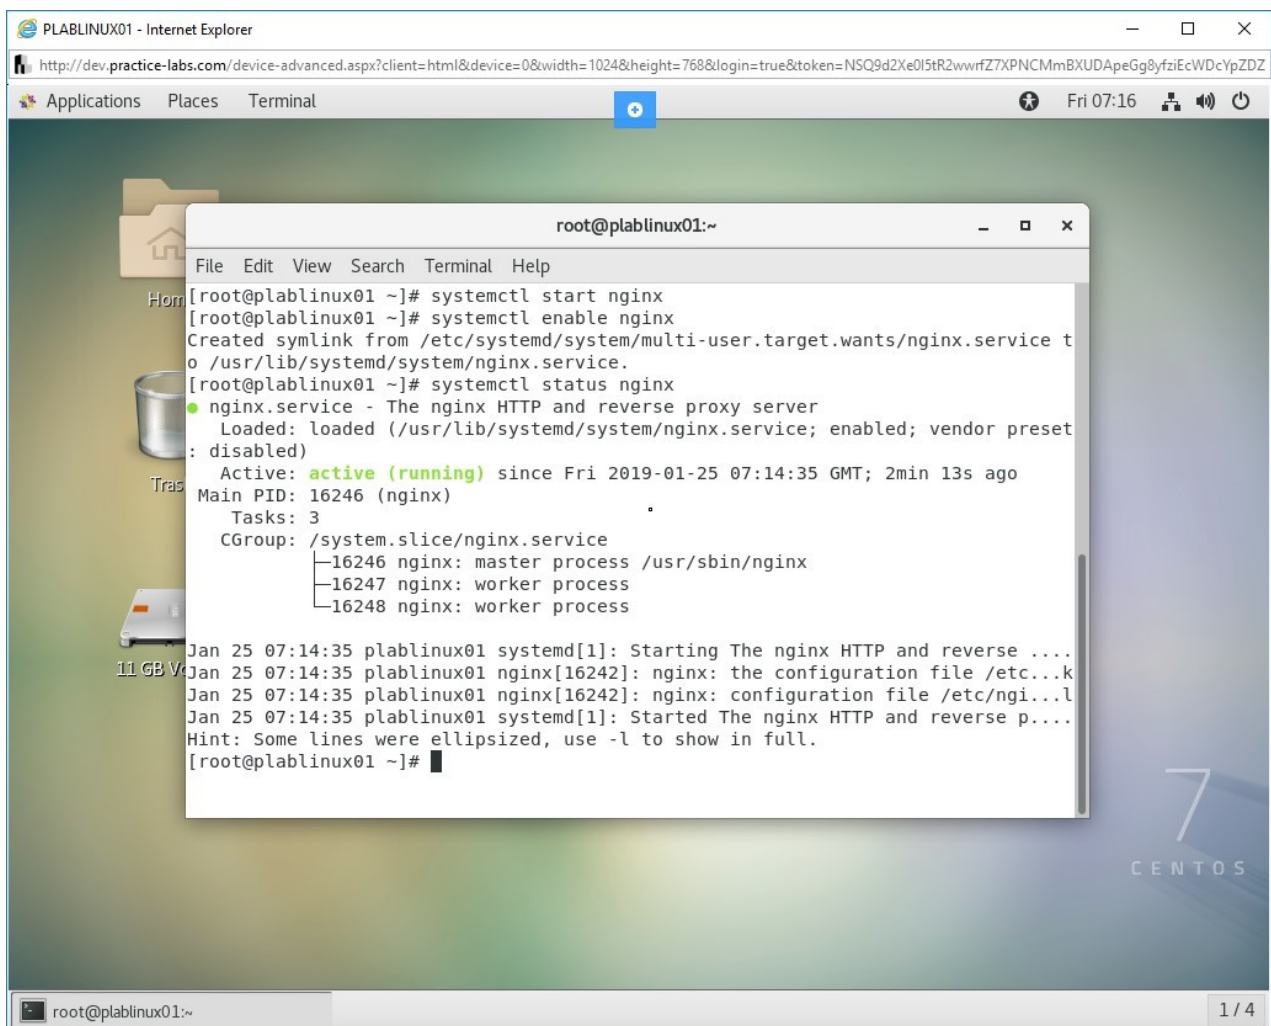 PLABLINUX01 - Internet Explorer
http://dev.practice-labs.com/device-advanced.aspx?client=html&device=0&width=1024&height=768&login=true&token=
Applications Places Terminal Fri 07:16
root@plablinux01:~
File Edit View Search Terminal Help
Hom
[root@plablinux01 ~]# systemctl start nginx
[root@plablinux01 ~]# systemctl enable nginx
Created symlink from /etc/systemd/system/multi-user.target.wants/nginx.service t
o /usr/lib/systemd/system/nginx.service.
[root@plablinux01 ~]# systemctl status nginx
● nginx.service - The nginx HTTP and reverse proxy server
Loaded: loaded (/usr/lib/systemd/system/nginx.service; enabled; vendor preset
: disabled)
Active: active (running) since Fri 2019-01-25 07:14:35 GMT; 2min 13s ago
Tras
Main PID: 16246 (nginx)
Tasks: 3
CGroup: /system.slice/nginx.service
├─16246 nginx: master process /usr/sbin/nginx
├─16247 nginx: worker process
└─16248 nginx: worker process
Jan 25 07:14:35 plablinux01 systemd[1]: Starting The nginx HTTP and reverse ....
11 GB Vo
Jan 25 07:14:35 plablinux01 nginx[16242]: nginx: the configuration file /etc...k
Jan 25 07:14:35 plablinux01 nginx[16242]: nginx: configuration file /etc/ngi...l
Jan 25 07:14:35 plablinux01 systemd[1]: Started The nginx HTTP and reverse p....
Hint: Some lines were ellipsized, use -l to show in full.
[root@plablinux01 ~]#
7
CENTOS
root@plablinux01:~ 1 / 4